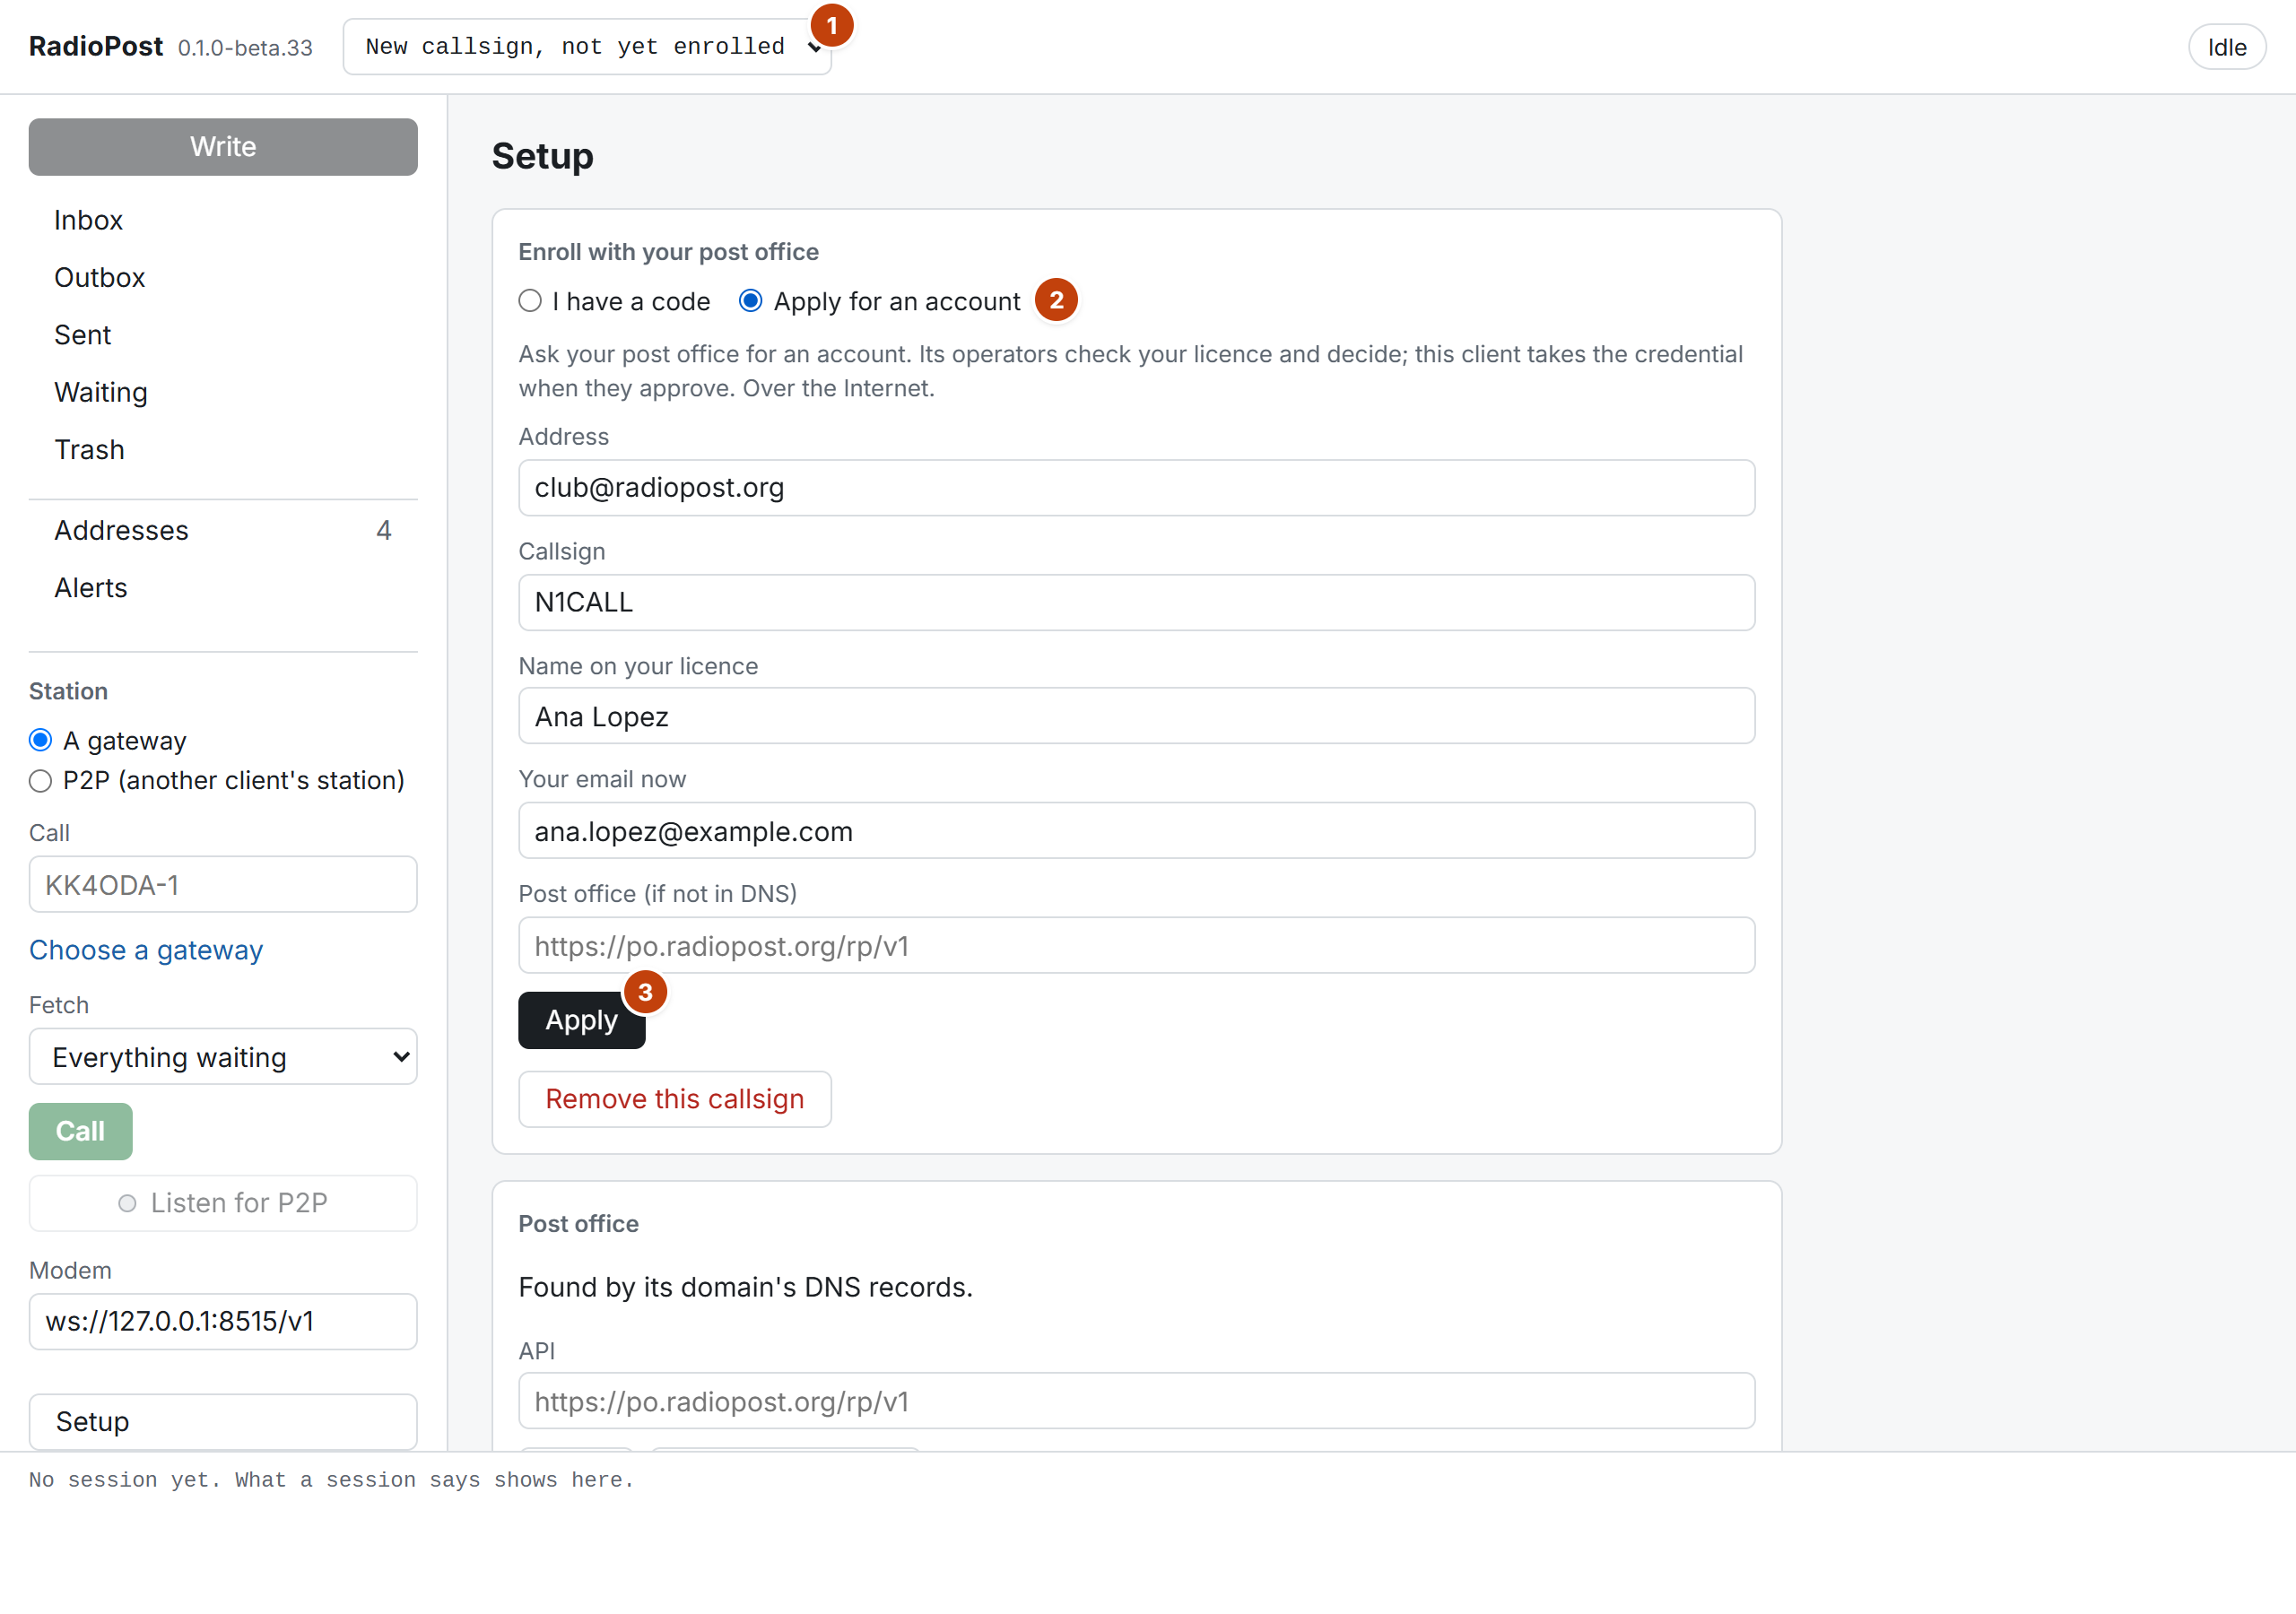 RadioPost 0.1.0-beta.33
New callsign, not yet enrolled
1
Idle
Write
Inbox
Outbox
Sent
Waiting
Trash
Addresses 4
Alerts
Station
A gateway
P2P (another client's station)
Call
KK4ODA-1
Choose a gateway
Fetch
Everything waiting
Call
Listen for P2P
Modem
ws://127.0.0.1:8515/v1
Setup
Setup
Enroll with your post office
I have a code
Apply for an account
2
Ask your post office for an account. Its operators check your licence and decide; this client takes the credential
when they approve. Over the Internet.
Address
club@radiopost.org
Callsign
N1CALL
Name on your licence
Ana Lopez
Your email now
ana.lopez@example.com
Post office (if not in DNS)
https://po.radiopost.org/rp/v1
Apply
3
Remove this callsign
Post office
Found by its domain's DNS records.
API
https://po.radiopost.org/rp/v1
No session yet. What a session says shows here.